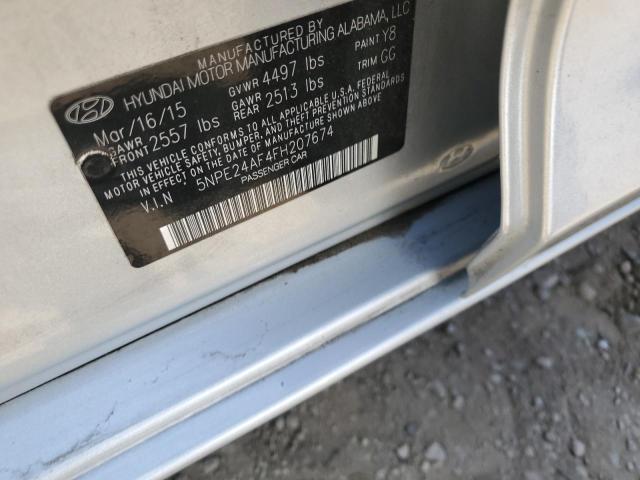 MANUFACTURED BY
HYUNDAI MOTOR MANUFACTURING ALABAMA, LLC
Mar/16/15 GVWR 4497 lbs PAINT Y8
GAWR FRONT 2557 lbs GAWR REAR 2513 lbs TRIM GG
THIS VEHICLE CONFORMS TO ALL APPLICABLE U.S.A. FEDERAL
MOTOR VEHICLE SAFETY, BUMPER, AND THEFT PREVENTION
STANDARDS IN EFFECT ON THE DATE OF MANUFACTURE SHOWN ABOVE
V.I.N 5NPE24AF4FH207674
PASSENGER CAR